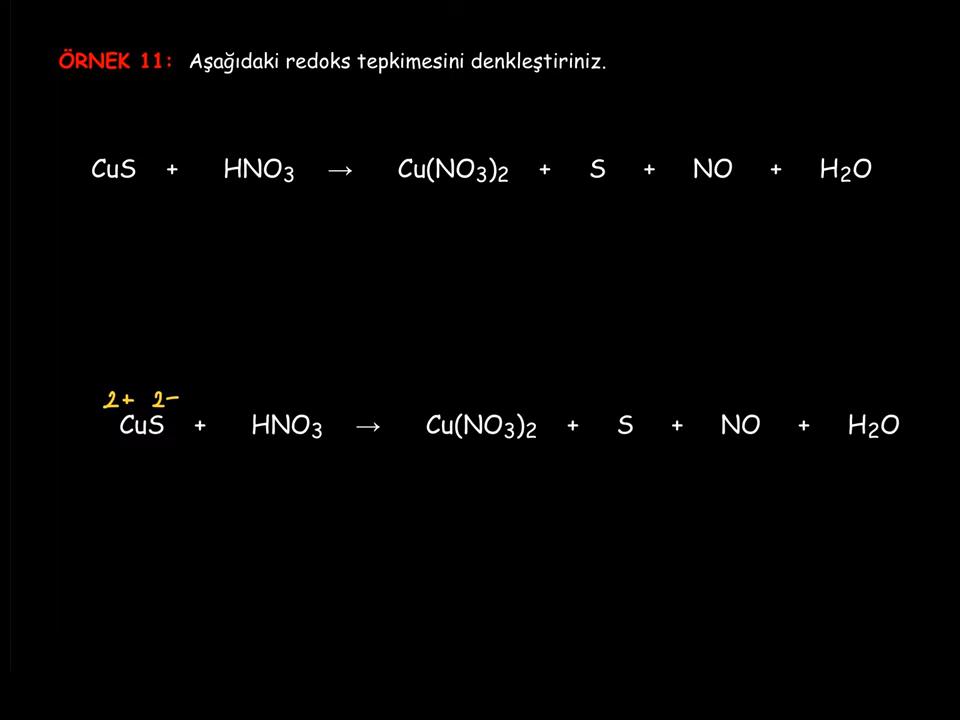 ÖRNEK 11: Aşağıdaki redoks tepkimesini denkleştiriniz.
CuS + HNO₃ → Cu(NO₃)₂ + S + NO + H₂O
2+ 2-
CuS + HNO₃ → Cu(NO₃)₂ + S + NO + H₂O